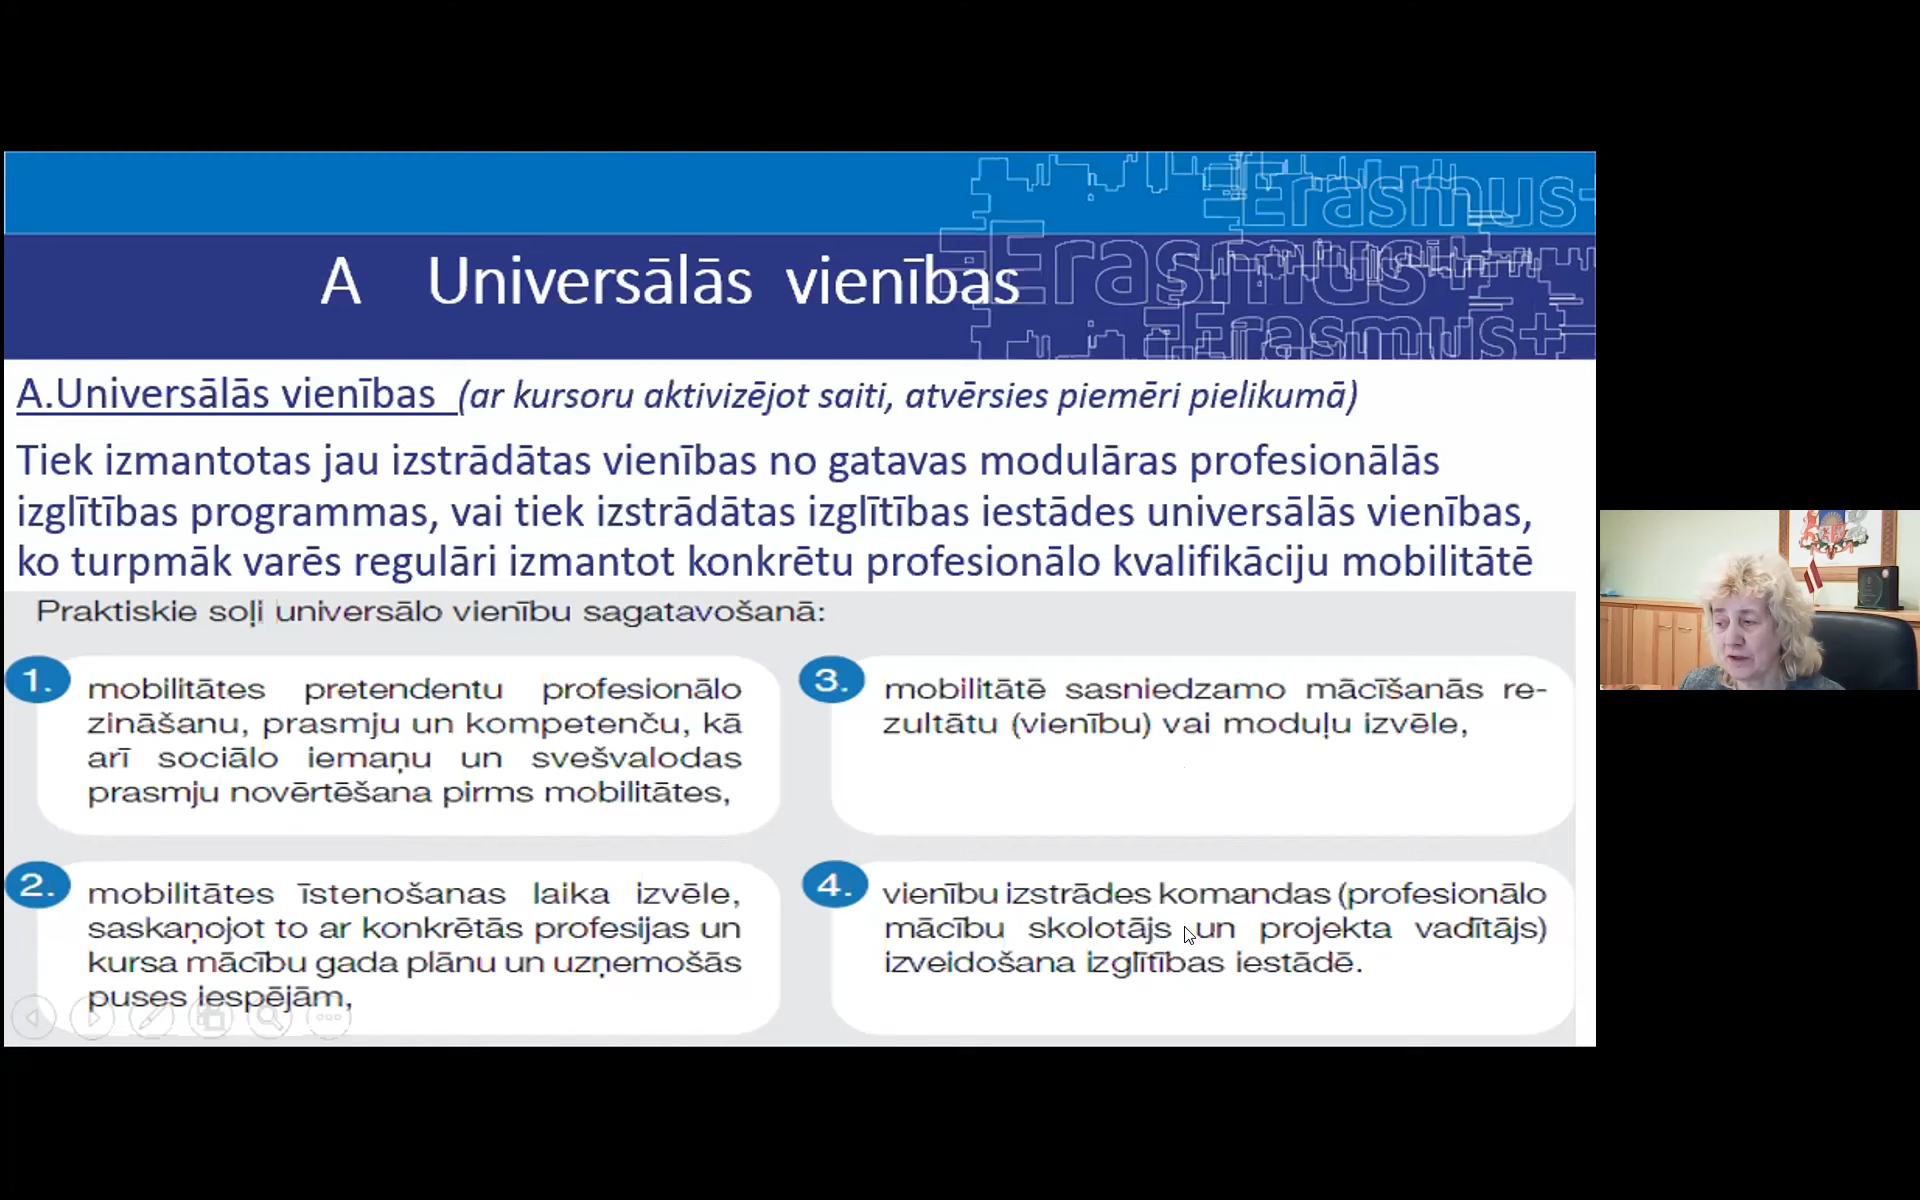 Erasmus+
Erasmus+
Erasmus+
A Universālās vienības
A.Universālās vienības (ar kursoru aktivizējot saiti, atvērsies piemēri pielikumā)
Tiek izmantotas jau izstrādātas vienības no gatavas modulāras profesionālās
izglītības programmas, vai tiek izstrādātas izglītības iestādes universālās vienības,
ko turpmāk varēs regulāri izmantot konkrētu profesionālo kvalifikāciju mobilitātē
Praktiskie soļi universālo vienību sagatavošanā:
1.
mobilitātes pretendentu profesionālo
zināšanu, prasmju un kompetenču, kā
arī sociālo iemaņu un svešvalodas
prasmju novērtēšana pirms mobilitātes,
2.
mobilitātes īstenošanas laika izvēle,
saskaņojot to ar konkrētās profesijas un
kursa mācību gada plānu un uzņemošās
puses iespējām,
3.
mobilitātē sasniedzamo mācīšanās re-
zultātu (vienību) vai moduļu izvēle,
4.
vienību izstrādes komandas (profesionālo
mācību skolotājs un projekta vadītājs)
izveidošana izglītības iestādē.